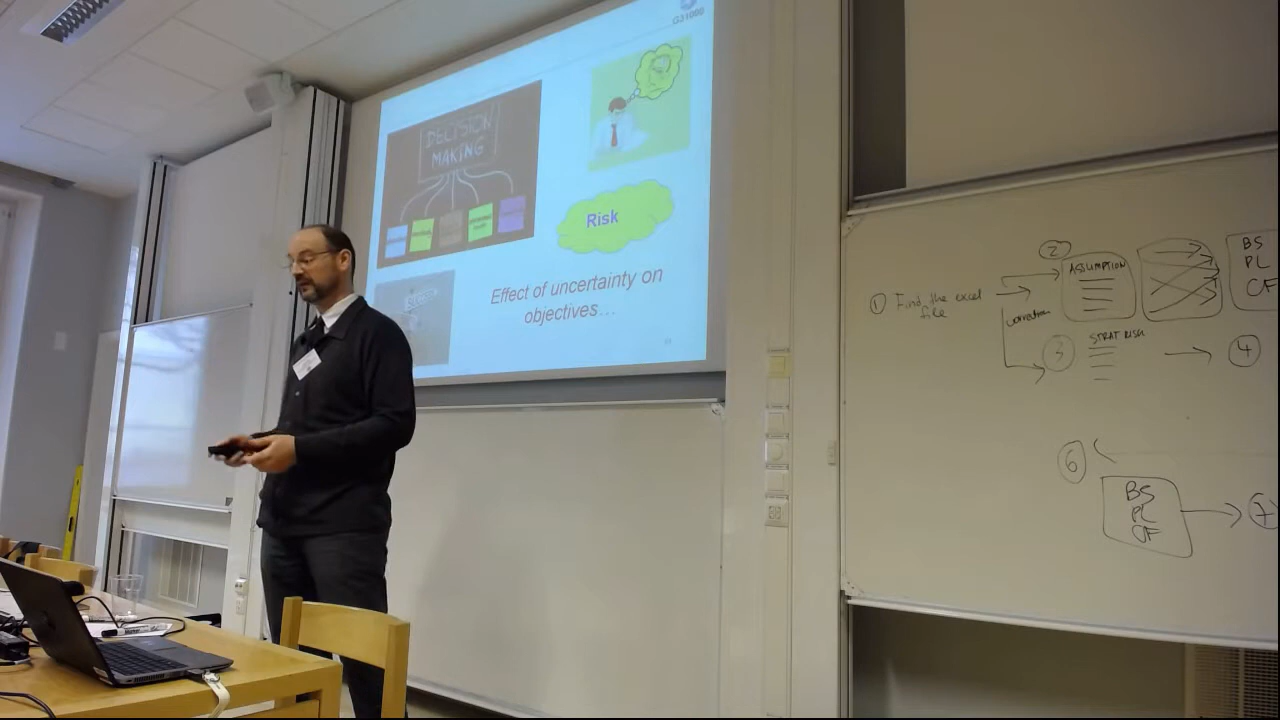 G31000
DECISION
MAKING
Risk
Effect of uncertainty on
objectives...
① Find the excel
file
②
ASSUMPTION
BS
PL
CF
③
STRAT RISK
④
⑥
BS
PL
CF
⑦